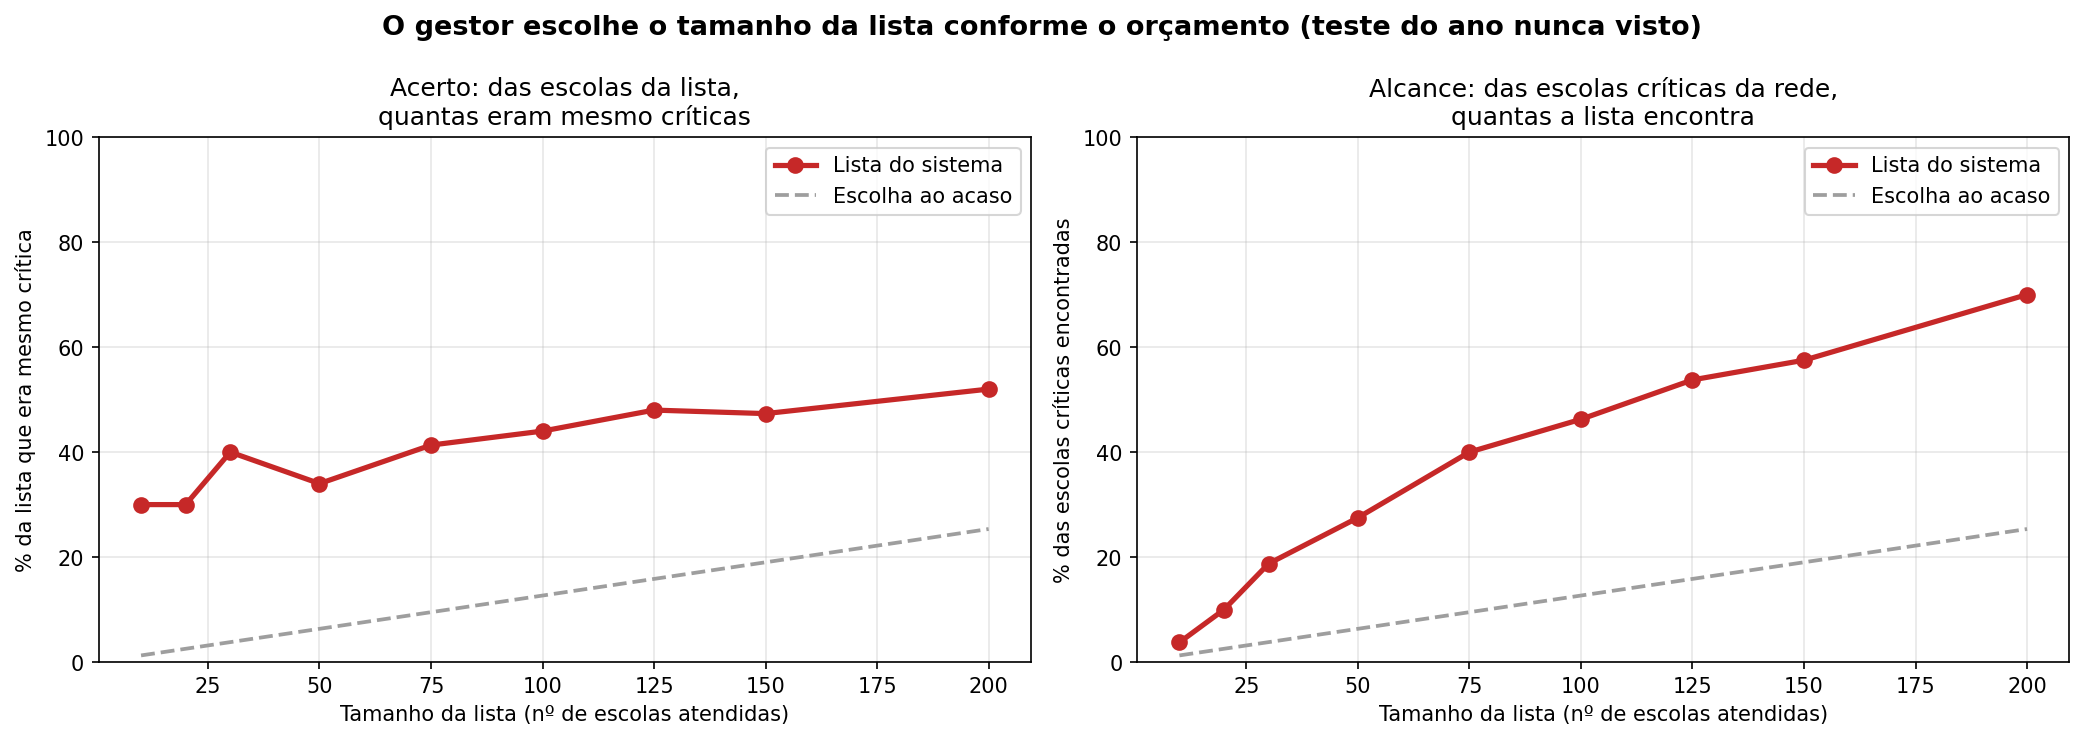 O gestor escolhe o tamanho da lista conforme o orçamento (teste do ano nunca visto)
Acerto: das escolas da lista,
quantas eram mesmo críticas
% da lista que era mesmo crítica
100
80
60
40
20
0
Lista do sistema
Escolha ao acaso
25
50
75
100
125
150
175
200
Tamanho da lista (nº de escolas atendidas)
Alcance: das escolas críticas da rede,
quantas a lista encontra
% das escolas críticas encontradas
100
80
60
40
20
0
Lista do sistema
Escolha ao acaso
25
50
75
100
125
150
175
200
Tamanho da lista (nº de escolas atendidas)